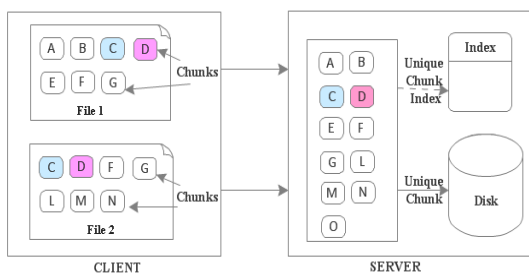 A B C D
E F G
File 1
Chunks
C D F G
L M N
File 2
Chunks
CLIENT
A B
C D
E F
G L
M N
O
Unique
Chunk
Index
Index
Unique
Chunk
Disk
SERVER